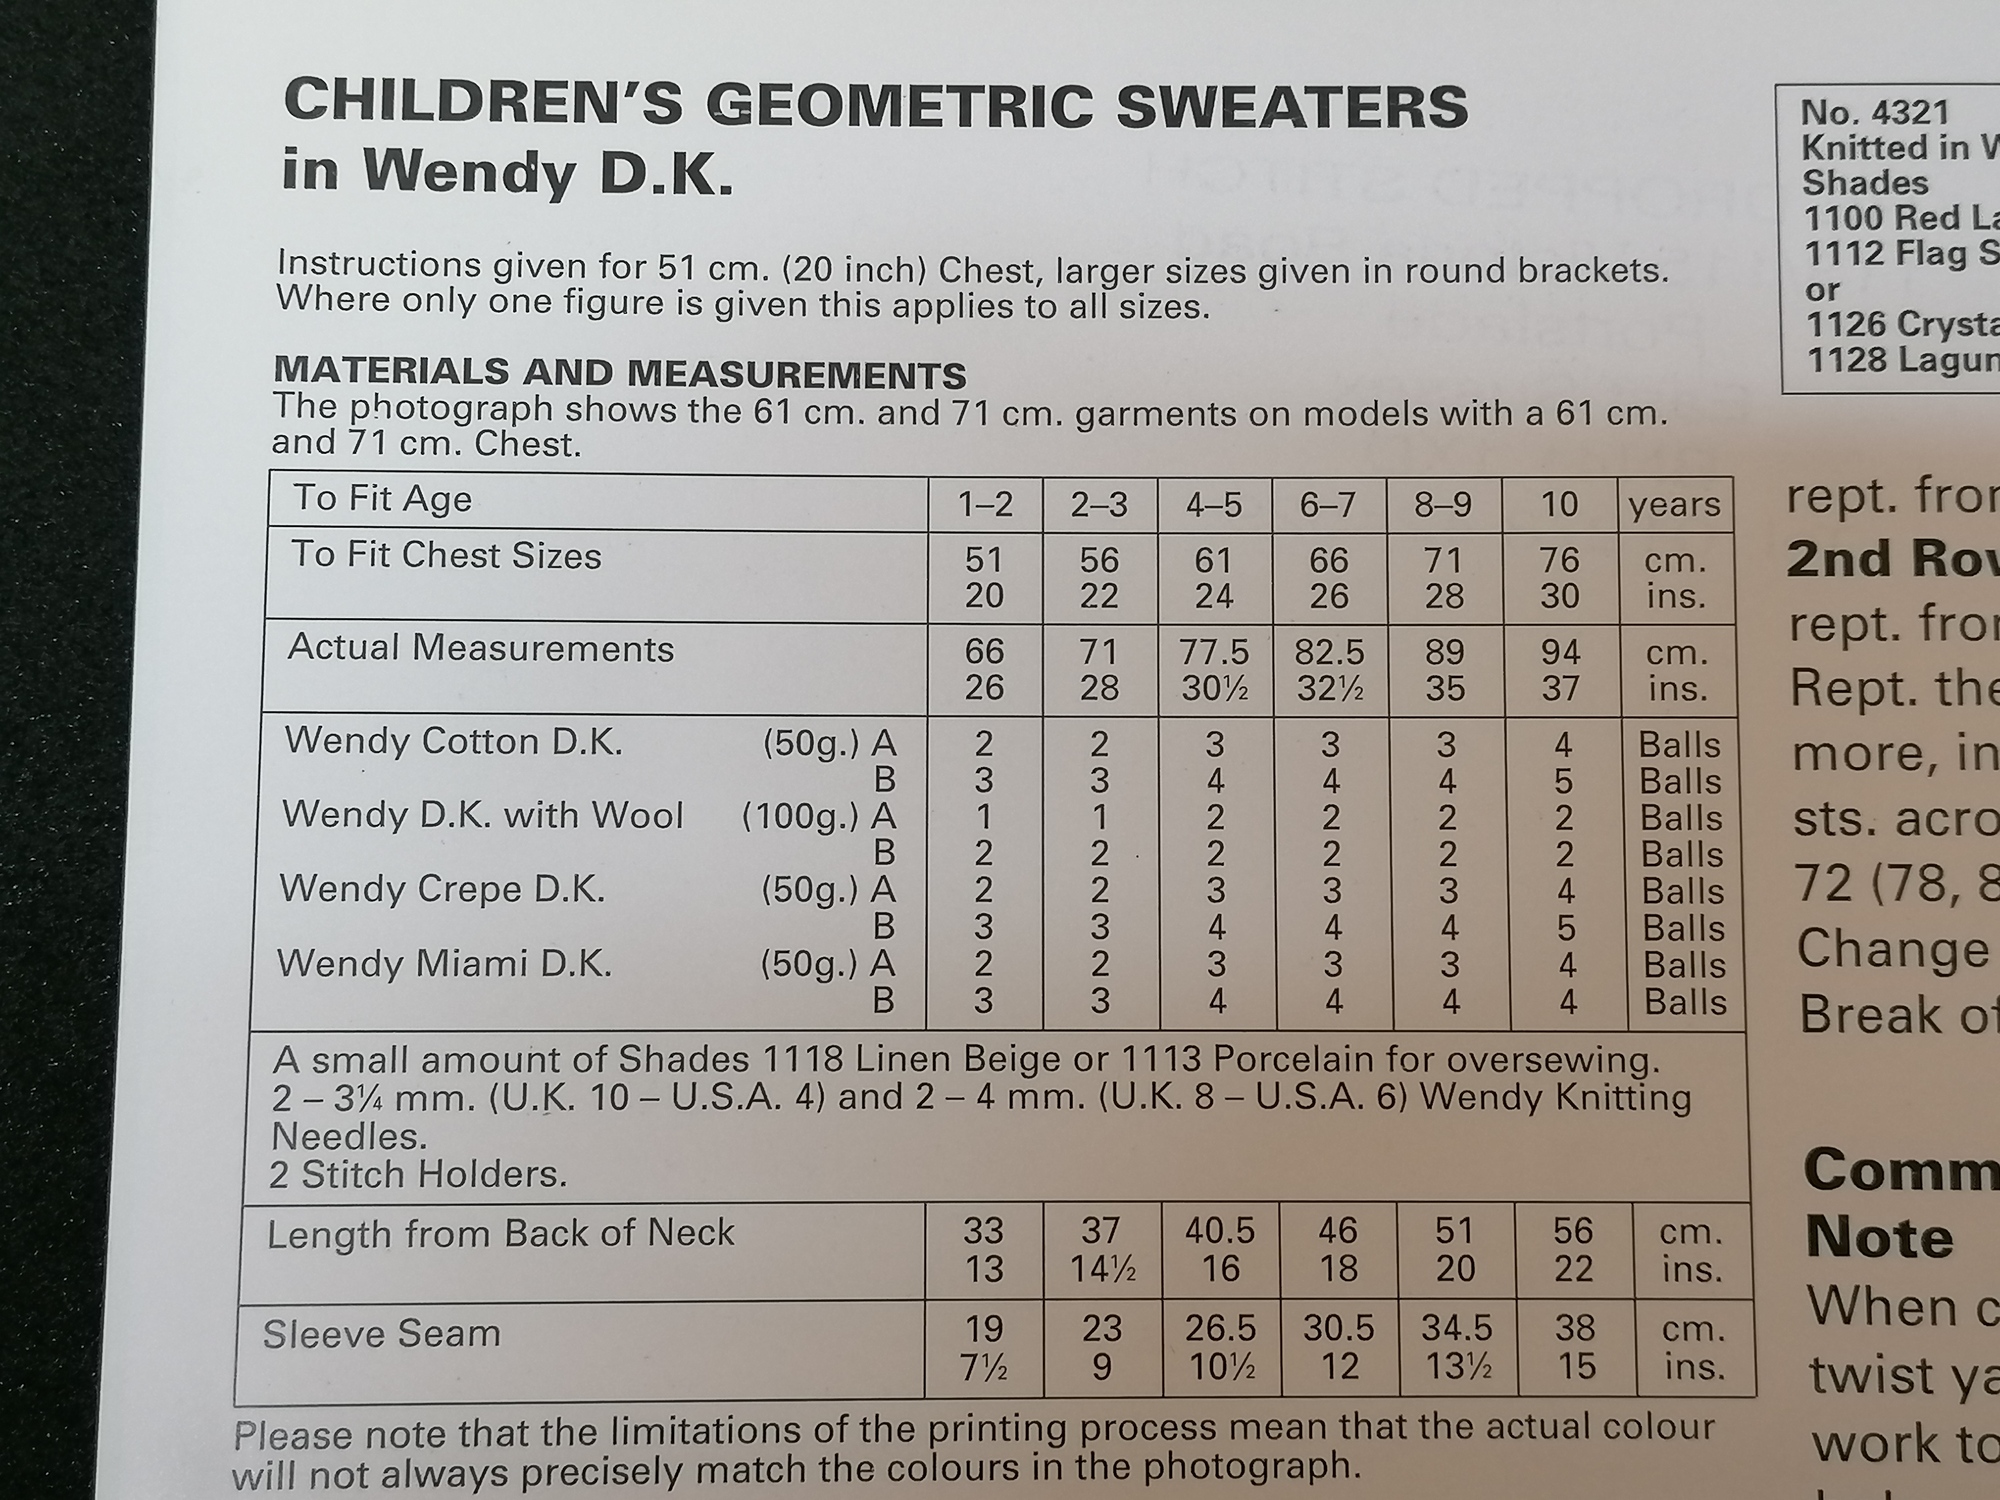 CHILDREN'S GEOMETRIC SWEATERS
in Wendy D.K.
Instructions given for 51 cm. (20 inch) Chest, larger sizes given in round brackets.
Where only one figure is given this applies to all sizes.
MATERIALS AND MEASUREMENTS
The photograph shows the 61 cm. and 71 cm. garments on models with a 61 cm.
and 71 cm. Chest.
To Fit Age 1–2 2–3 4–5 6–7 8–9 10 years
To Fit Chest Sizes 51 56 61 66 71 76 cm.
20 22 24 26 28 30 ins.
Actual Measurements 66 71 77.5 82.5 89 94 cm.
26 28 30½ 32½ 35 37 ins.
Wendy Cotton D.K. (50g.) A 2 2 3 3 3 4 Balls
B 3 3 4 4 4 5 Balls
Wendy D.K. with Wool (100g.) A 1 1 2 2 2 2 Balls
B 2 2 2 2 2 2 Balls
Wendy Crepe D.K. (50g.) A 2 2 3 3 3 4 Balls
B 3 3 4 4 4 5 Balls
Wendy Miami D.K. (50g.) A 2 2 3 3 3 4 Balls
B 3 3 4 4 4 4 Balls
A small amount of Shades 1118 Linen Beige or 1113 Porcelain for oversewing.
2 – 3¼ mm. (U.K. 10 – U.S.A. 4) and 2 – 4 mm. (U.K. 8 – U.S.A. 6) Wendy Knitting
Needles.
2 Stitch Holders.
Length from Back of Neck 33 37 40.5 46 51 56 cm.
13 14½ 16 18 20 22 ins.
Sleeve Seam 19 23 26.5 30.5 34.5 38 cm.
7½ 9 10½ 12 13½ 15 ins.
Please note that the limitations of the printing process mean that the actual colour
will not always precisely match the colours in the photograph.
No. 4321
Knitted in
Shades
1100 Red
1112 Flag
or
1126
1128
rept.
2nd
rept.
Rept.
more,
sts.
72 (78,
Change
Break
Note
When
twist
work